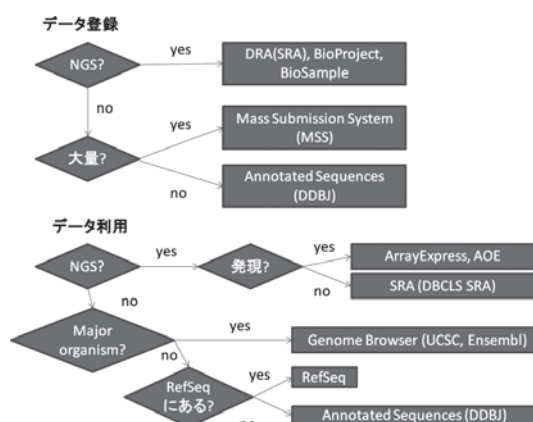 データ登録
NGS?
yes
DRA(SRA), BioProject,
BioSample
no
大量?
yes
Mass Submission System
(MSS)
no
Annotated Sequences
(DDBJ)
データ利用
NGS?
yes
発現?
yes
ArrayExpress, AOE
no
SRA (DBCLS SRA)
no
Major
organism?
yes
Genome Browser (UCSC, Ensembl)
no
RefSeq
にある?
yes
RefSeq
no
Annotated Sequences (DDBJ)